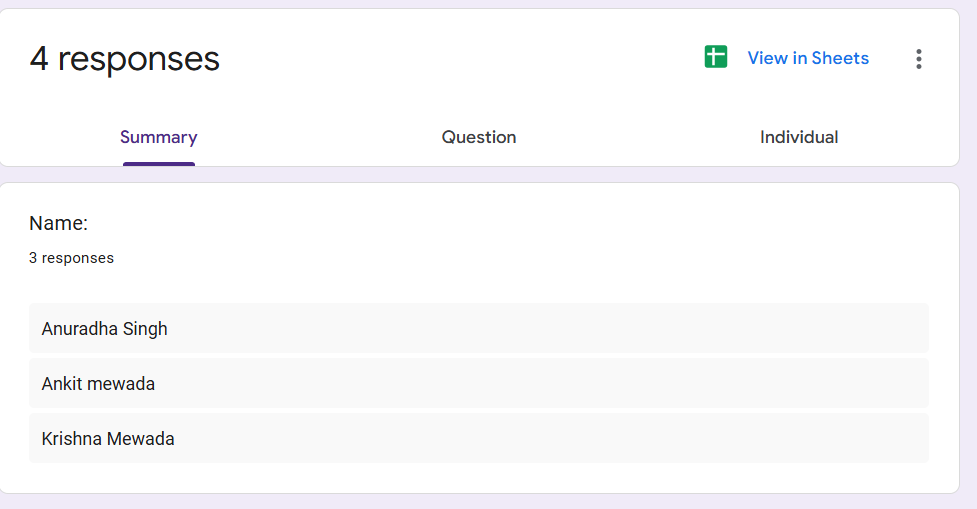 4 responses
View in Sheets
Summary
Question
Individual
Name:
3 responses
Anuradha Singh
Ankit mewada
Krishna Mewada